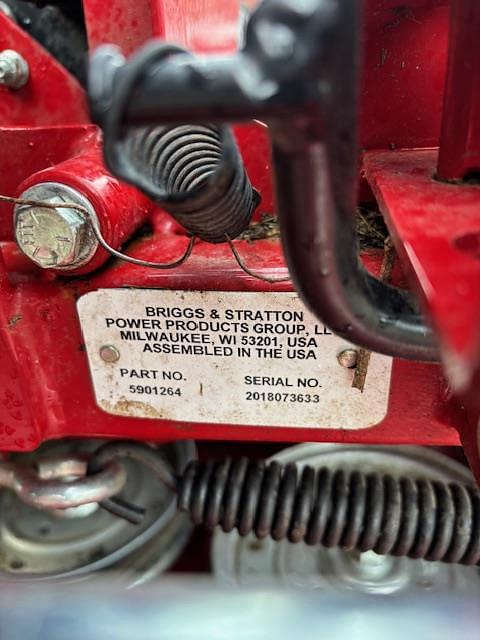 BRIGGS & STRATTON
POWER PRODUCTS GROUP, LL
MILWAUKEE, WI 53201, USA
ASSEMBLED IN THE USA
PART NO. SERIAL NO.
5901264 2018073633